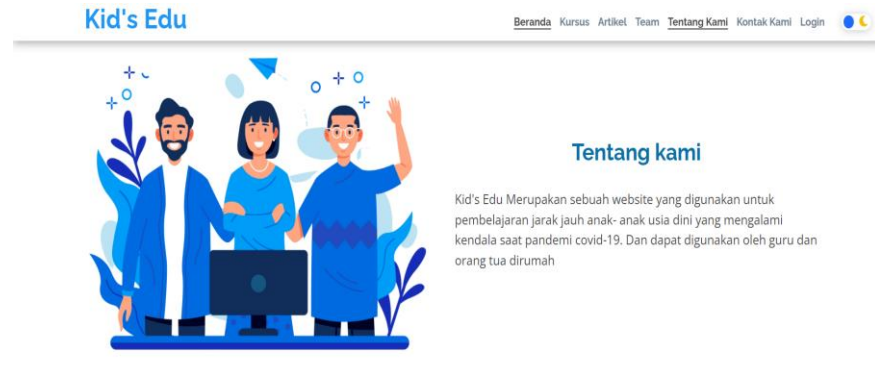 Kid's Edu
Beranda Kursus Artikel Team Tentang Kami Kontak Kami Login
Tentang kami
Kid's Edu Merupakan sebuah website yang digunakan untuk
pembelajaran jarak jauh anak- anak usia dini yang mengalami
kendala saat pandemi covid-19. Dan dapat digunakan oleh guru dan
orang tua dirumah